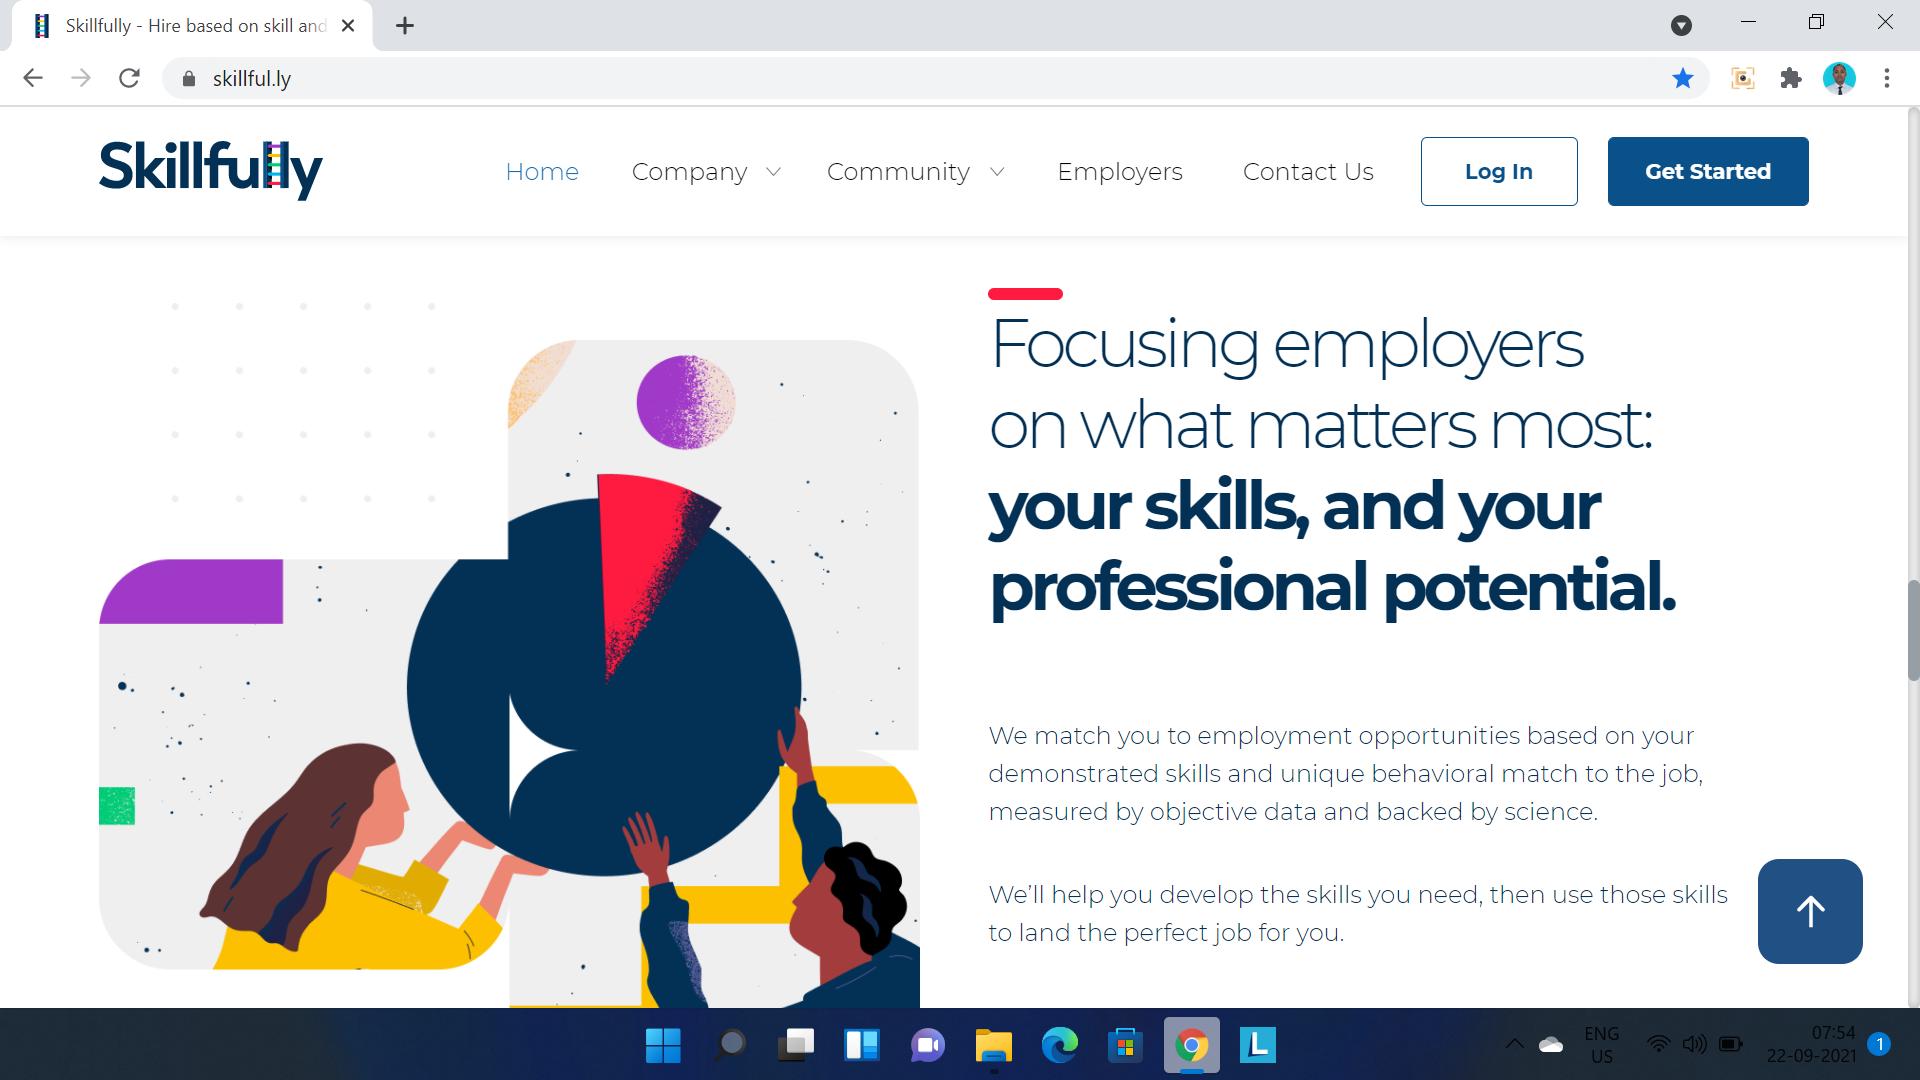 Skillfully - Hire based on skill and
skillful.ly
Skillfully
Home
Company
Community
Employers
Contact Us
Log In
Get Started
Focusing employers
on what matters most:
your skills, and your
professional potential.
We match you to employment opportunities based on your
demonstrated skills and unique behavioral match to the job,
measured by objective data and backed by science.
We’ll help you develop the skills you need, then use those skills
to land the perfect job for you.
L
ENG
US
07:54
22-09-2021
1